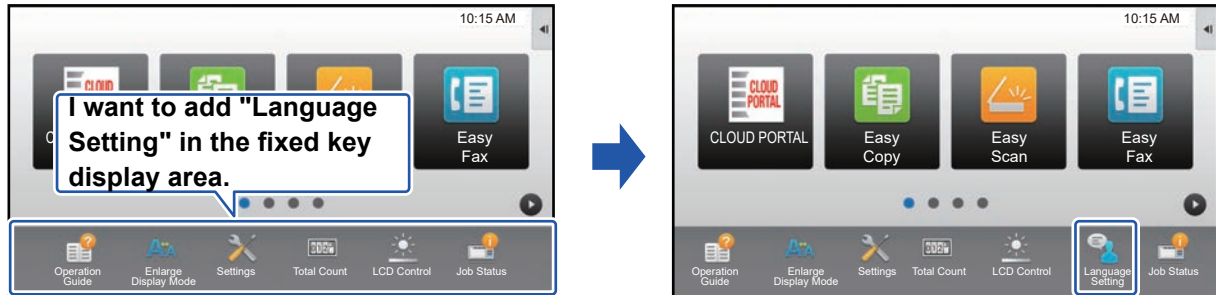 10:15 AM
CLOUD
I want to add "Language
Setting" in the fixed key
display area.
Easy
Fax
Operation
Guide
Enlarge
Display Mode
Settings
Total Count
LCD Control
Job Status
10:15 AM
CLOUD
PORTAL
CLOUD PORTAL
Easy
Copy
Easy
Scan
Easy
Fax
Operation
Guide
Enlarge
Display Mode
Settings
Total Count
LCD Control
Language
Setting
Job Status